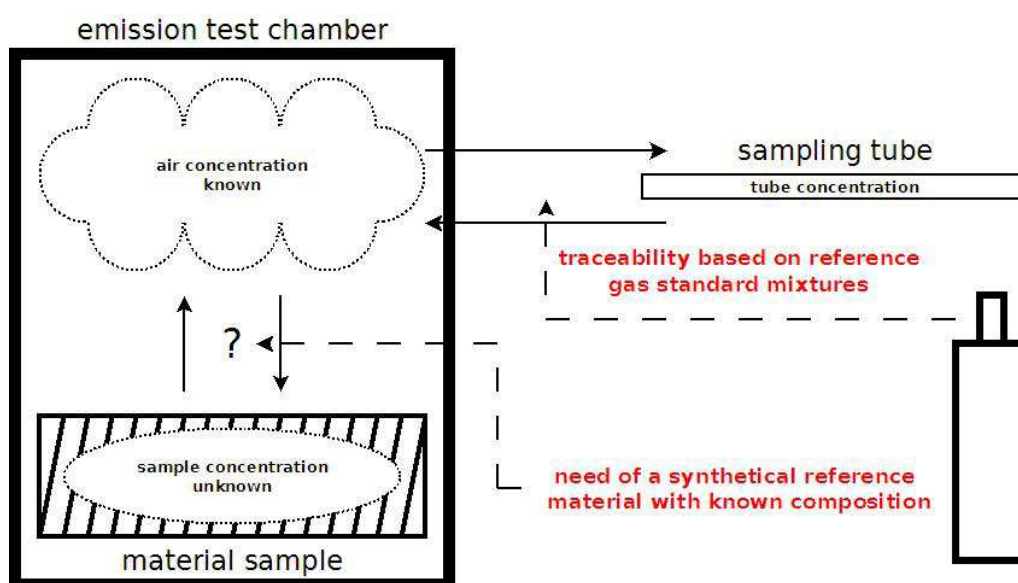 emission test chamber
air concentration
known
sampling tube
tube concentration
traceability based on reference
gas standard mixtures
?
sample concentration
unknown
need of a synthetical reference
material with known composition
material sample